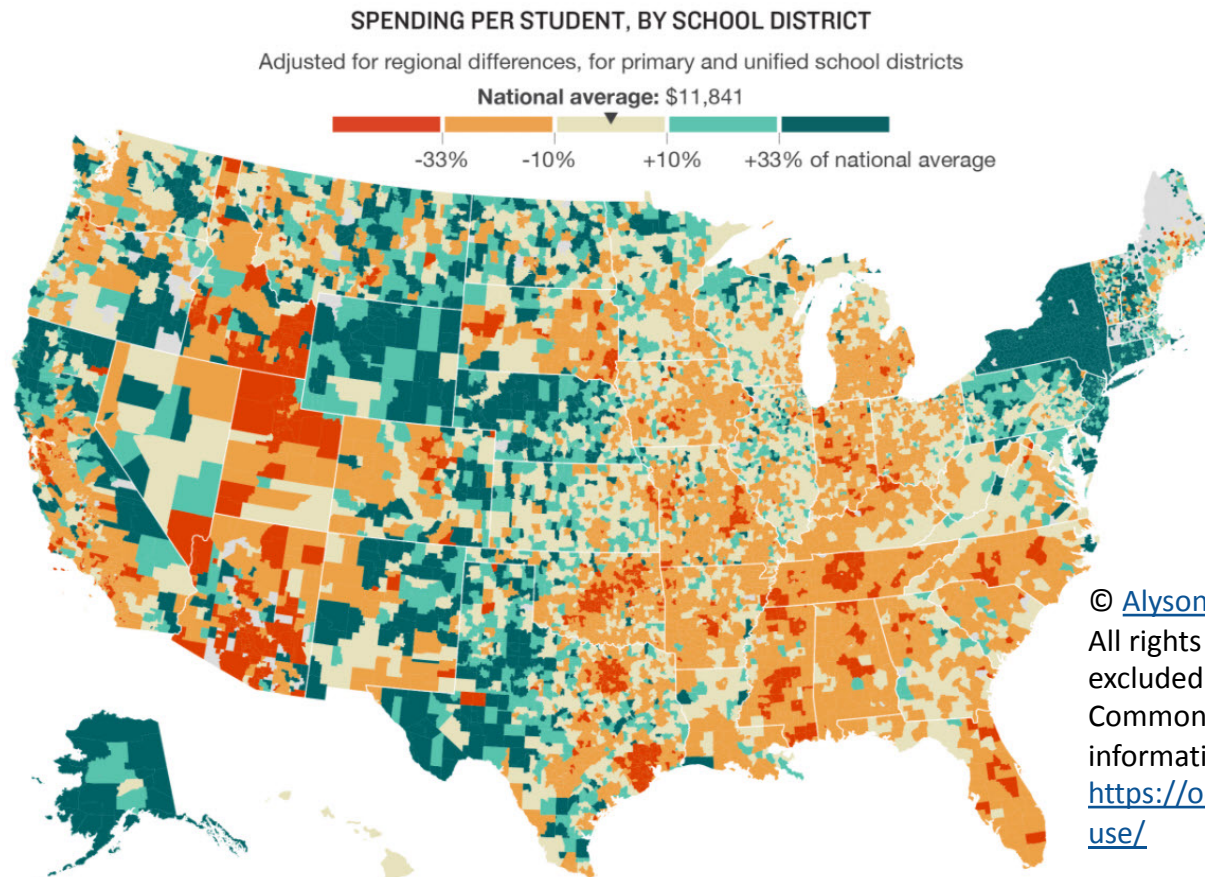 SPENDING PER STUDENT, BY SCHOOL DISTRICT
Adjusted for regional differences, for primary and unified school districts
National average: $11,841
-33% -10% +10% +33% of national average
© Alyson
All rights
excluded
Common
informati
https://o
use/